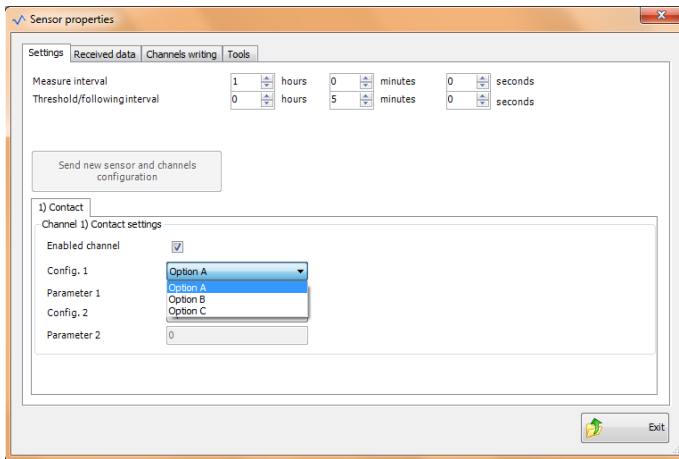 Sensor properties
Settings Received data Channels writing Tools
Measure interval 1 hours 0 minutes 0 seconds
Threshold/following interval 0 hours 5 minutes 0 seconds
Send new sensor and channels
configuration
1) Contact
Channel 1) Contact settings
Enabled channel
Config. 1 Option A
Option A
Parameter 1
Option B
Config. 2
Option C
Parameter 2 0
Exit